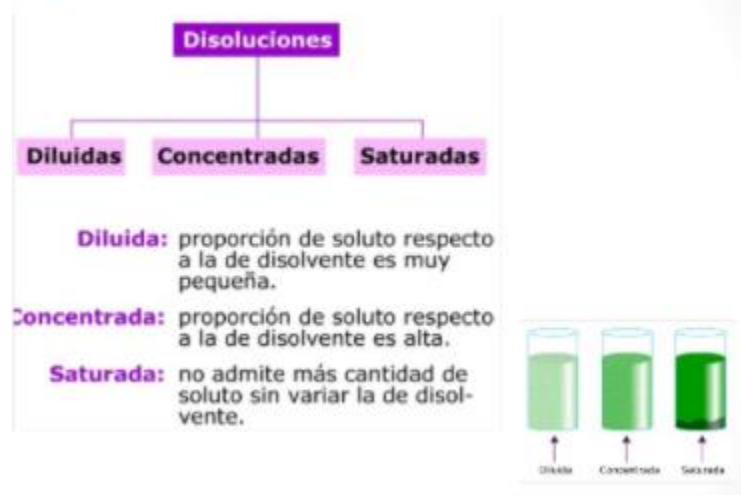 Disoluciones
Diluidas Concentradas Saturadas
Diluida: proporción de soluto respecto
a la de disolvente es muy
pequeña.
Concentrada: proporción de soluto respecto
a la de disolvente es alta.
Saturada: no admite más cantidad de
soluto sin variar la de disol-
vente.
Diluida Concentrada Saturada